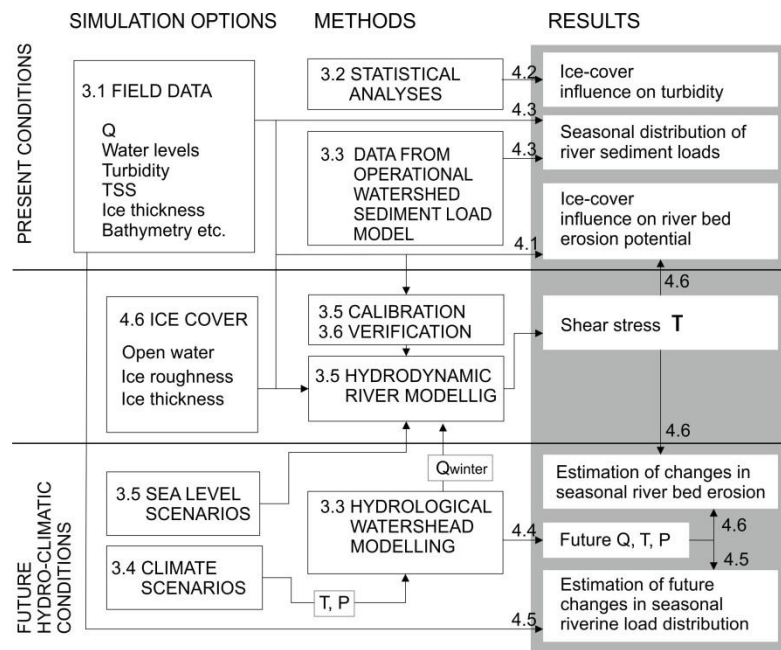 SIMULATION OPTIONS
METHODS
RESULTS
PRESENT CONDITIONS
3.1 FIELD DATA
Q
Water levels
Turbidity
TSS
Ice thickness
Bathymetry etc.
3.2 STATISTICAL
ANALYSES
4.2
Ice-cover
influence on turbidity
4.3
3.3 DATA FROM
OPERATIONAL
WATERSHED
SEDIMENT LOAD
MODEL
4.3
Seasonal distribution of
river sediment loads
4.1
Ice-cover
influence on river bed
erosion potential
4.6
4.6 ICE COVER
Open water
Ice roughness
Ice thickness
3.5 CALIBRATION
3.6 VERIFICATION
3.5 HYDRODYNAMIC
RIVER MODELLIG
Shear stress T
4.6
FUTURE
HYDRO-CLIMATIC
CONDITIONS
Qwinter
3.5 SEA LEVEL
SCENARIOS
3.4 CLIMATE
SCENARIOS
T, P
3.3 HYDROLOGICAL
WATERSHEAD
MODELLING
4.4
Estimation of changes in
seasonal river bed erosion
Future Q, T, P
4.6
4.5
4.5
Estimation of future
changes in seasonal
riverine load distribution